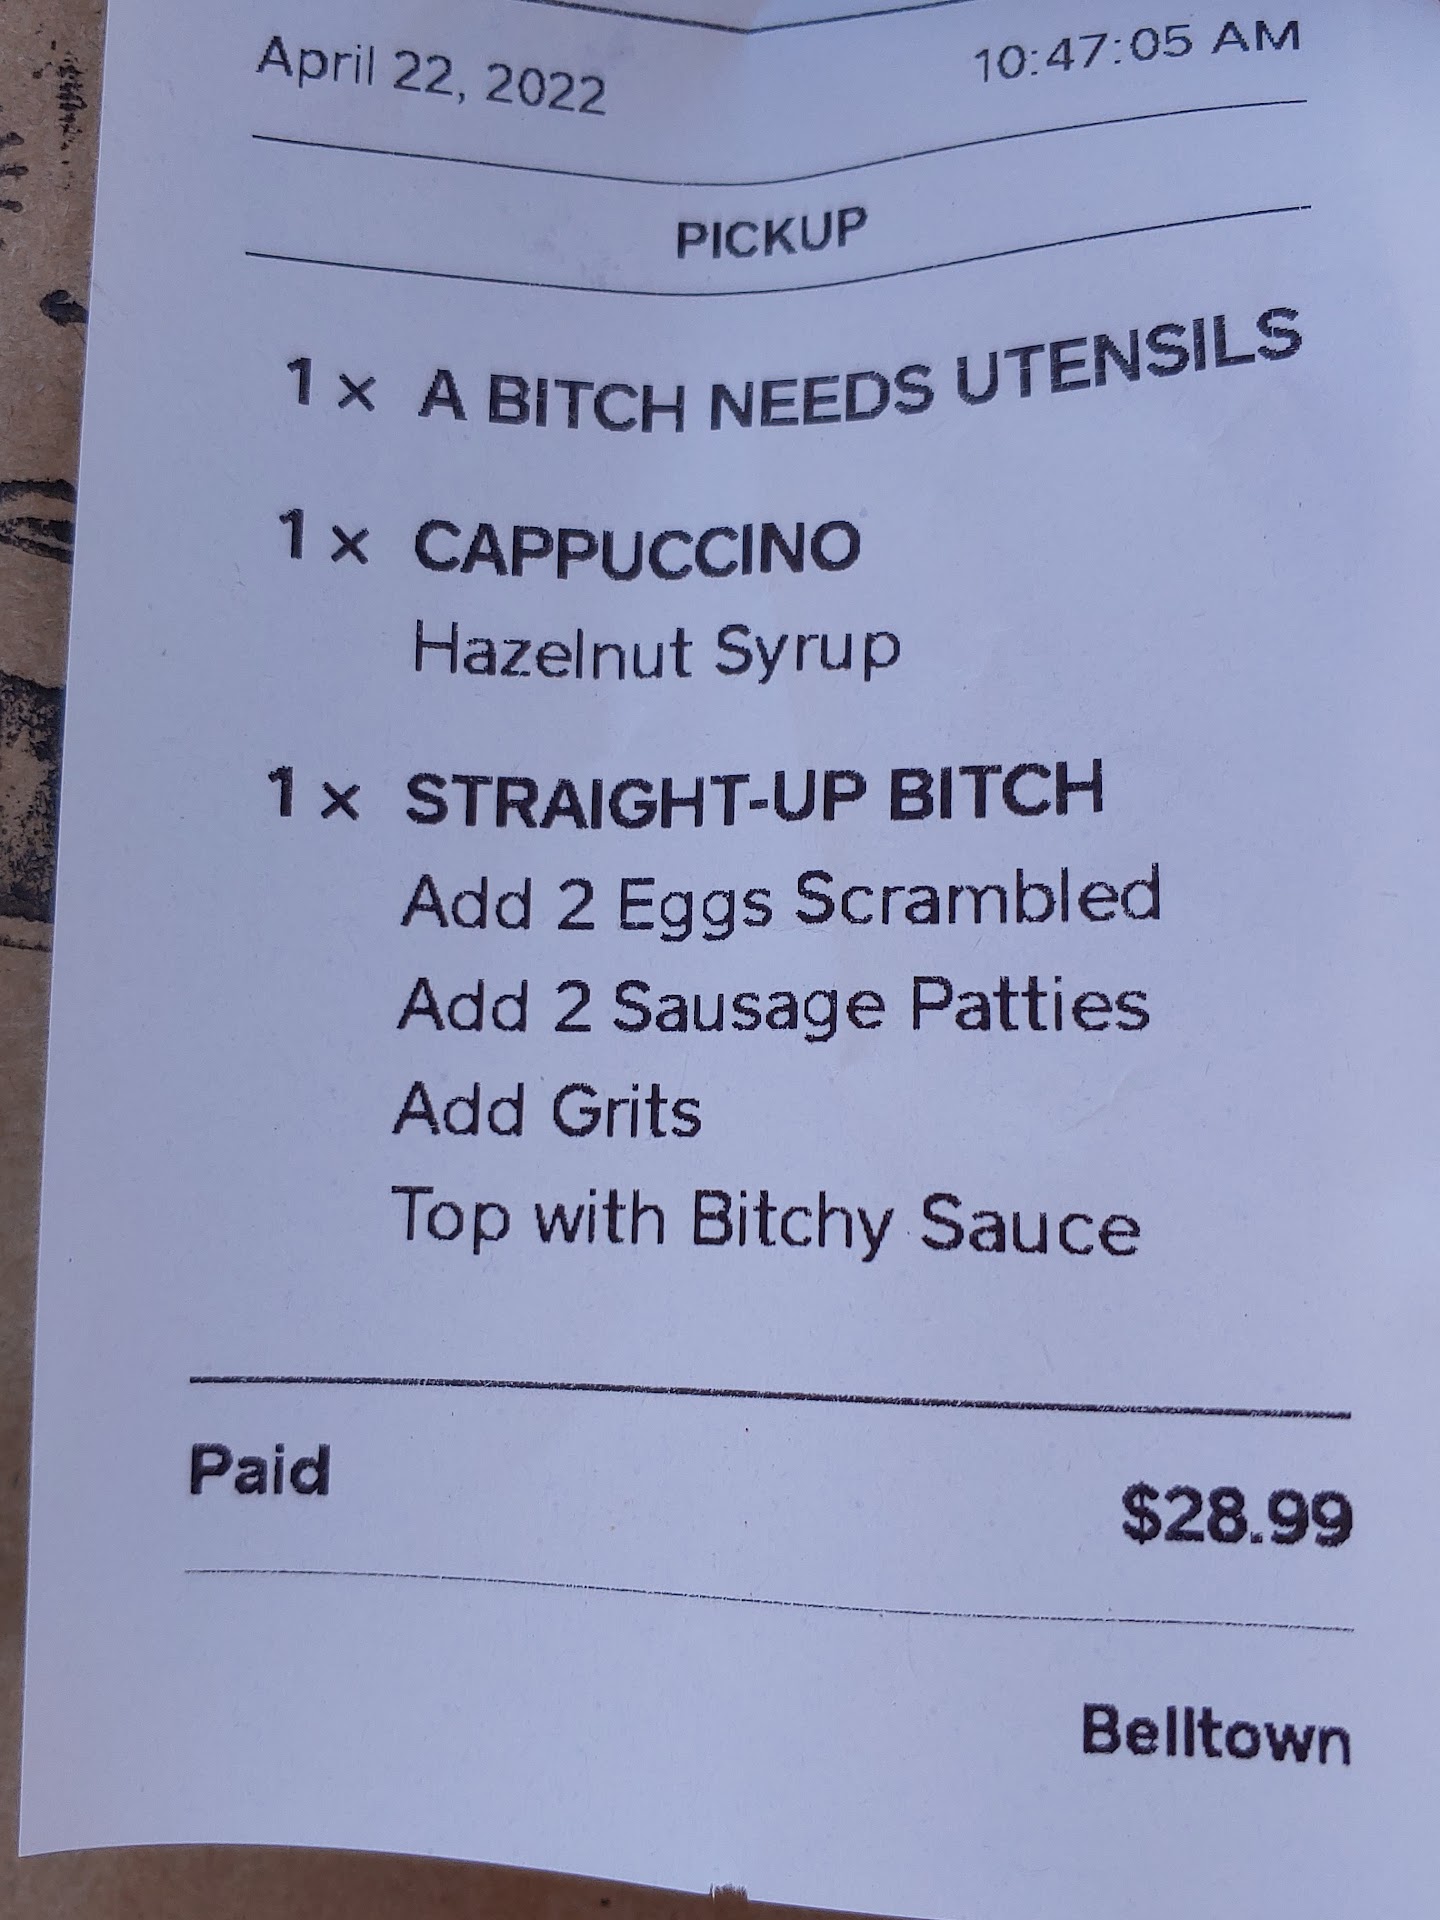 April 22, 2022 10:47:05 AM
PICKUP
1 x A BITCH NEEDS UTENSILS
1 x CAPPUCCINO
Hazelnut Syrup
1 x STRAIGHT-UP BITCH
Add 2 Eggs Scrambled
Add 2 Sausage Patties
Add Grits
Top with Bitchy Sauce
Paid $28.99
Belltown